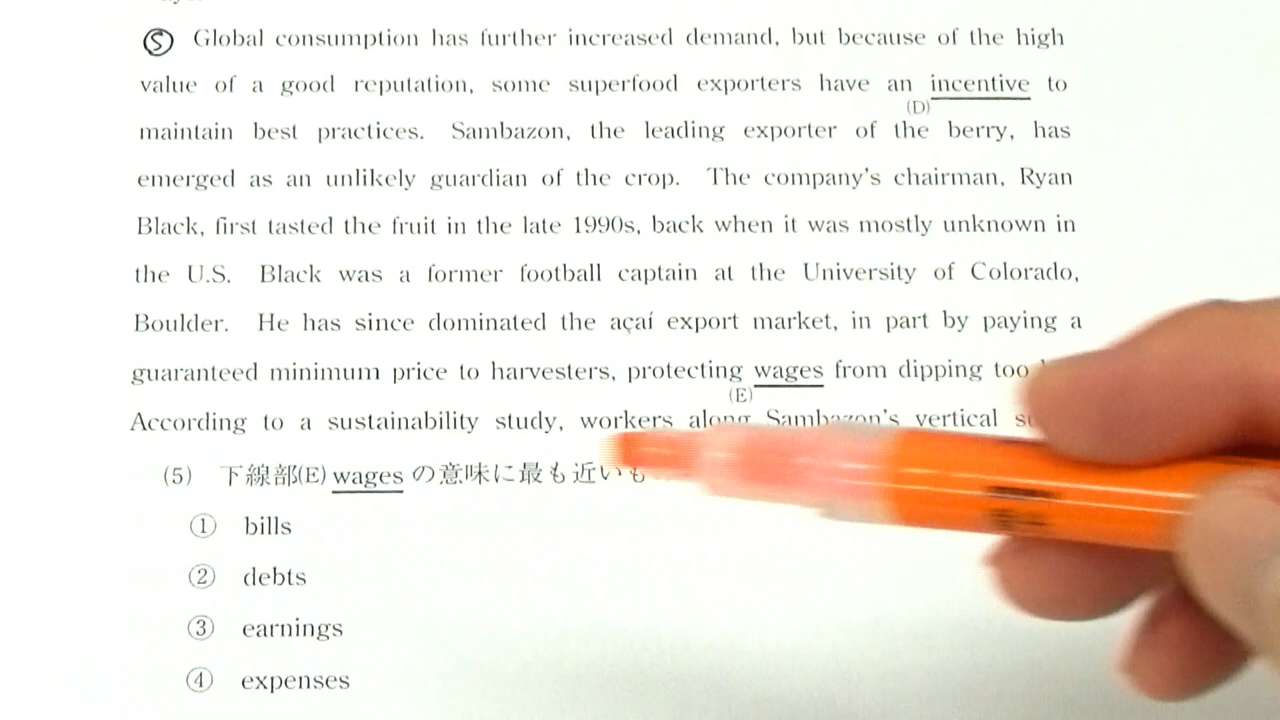 ⑤ Global consumption has further increased demand, but because of the high
value of a good reputation, some superfood exporters have an incentive to
(D)
maintain best practices. Sambazon, the leading exporter of the berry, has
emerged as an unlikely guardian of the crop. The company's chairman, Ryan
Black, first tasted the fruit in the late 1990s, back when it was mostly unknown in
the U.S. Black was a former football captain at the University of Colorado,
Boulder. He has since dominated the açaí export market, in part by paying a
guaranteed minimum price to harvesters, protecting wages from dipping too
(E)
According to a sustainability study, workers along Sambazon's vertical
(5) 下線部(E) wages の意味に最も近いも
① bills
② debts
③ earnings
④ expenses